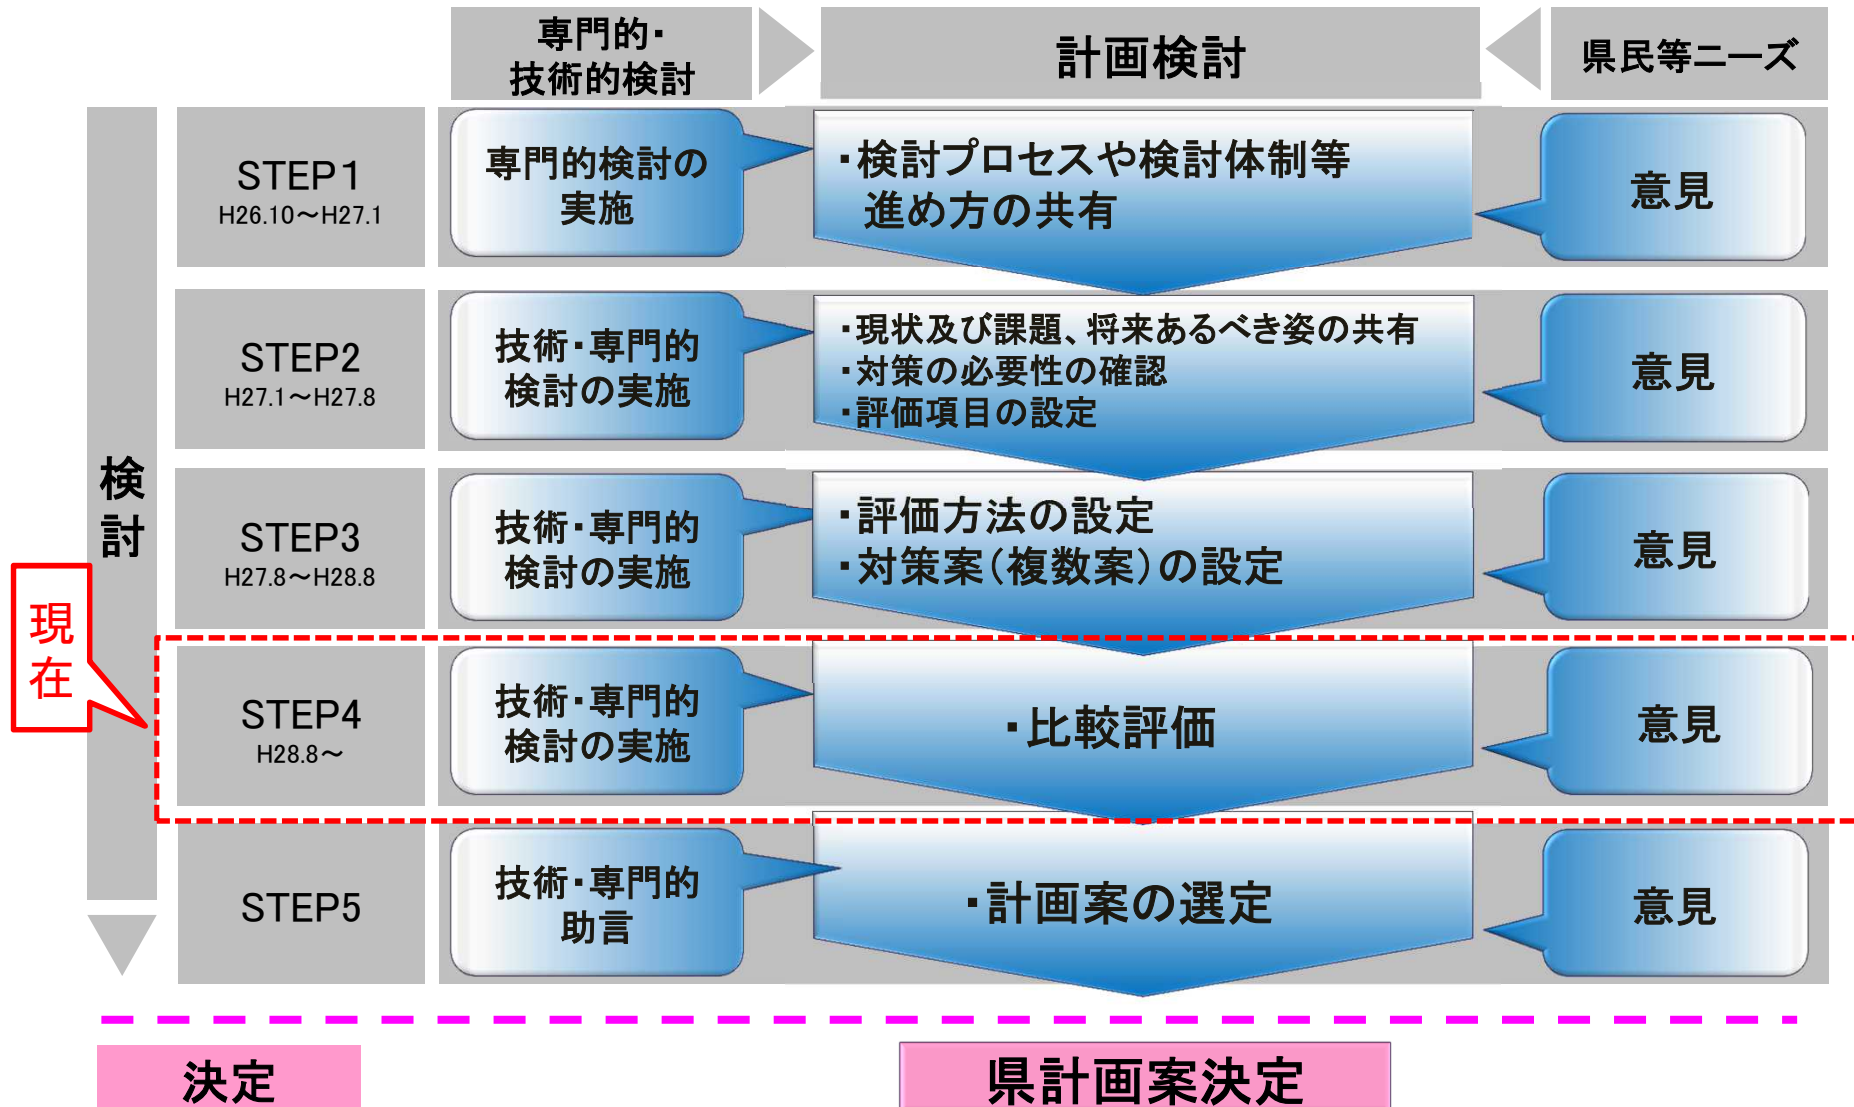 専門的・
技術的検討
計画検討
県民等ニーズ
検
討
STEP1
H26.10～H27.1
専門的検討の
実施
・検討プロセスや検討体制等
進め方の共有
意見
STEP2
H27.1～H27.8
技術・専門的
検討の実施
・現状及び課題、将来あるべき姿の共有
・対策の必要性の確認
・評価項目の設定
意見
STEP3
H27.8～H28.8
技術・専門的
検討の実施
・評価方法の設定
・対策案（複数案）の設定
意見
現
在
STEP4
H28.8～
技術・専門的
検討の実施
・比較評価
意見
STEP5
技術・専門的
助言
・計画案の選定
意見
決定
県計画案決定